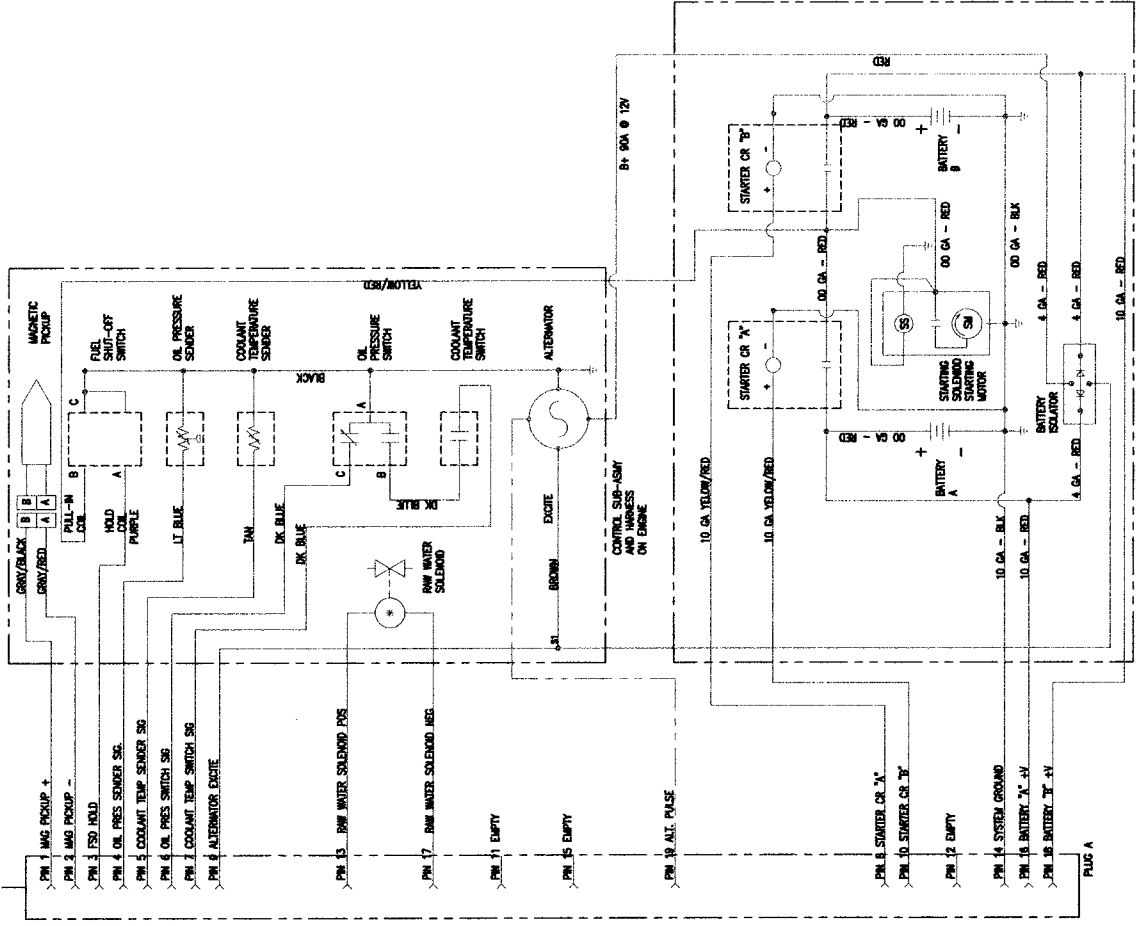 MAGNETIC
PICKUP
FUEL
SHUT-OFF
SWITCH
OIL PRESSURE
SENDER
COOLANT
TEMPERATURE
SENDER
OIL
PRESSURE
SWITCH
COOLANT
TEMPERATURE
SWITCH
ALTERNATOR
YELLOW/RED
BLACK
C
A
B
B
A
B
A
B
A
C
B
PULL-IN
COIL
HOLD
COIL
PURPLE
GRAY/BLACK
GRAY/RED
LT BLUE
TAN
DK BLUE
DK BLUE
DK BLUE
RAW WATER
SOLENOID
*
EXCITE
BROWN
S1
CONTROL SUB-ASMY
AND HARNESS
ON ENGINE
B+ 90A @ 12V
RED
STARTER CR "B"
+
-
STARTER CR "A"
+
-
00 GA - RED
BATTERY
B
+
-
00 GA - RED
00 GA - RED
00 GA - BLK
SS
SM
STARTING
SOLENIOD
STARTING
MOTOR
00 GA - RED
BATTERY
A
+
-
BATTERY
ISOLATOR
4 GA - RED
4 GA - RED
10 GA - RED
4 GA - RED
10 GA YELOW/RED
10 GA YELOW/RED
10 GA - BLK
10 GA - RED
PIN 1 MAG PICKUP +
PIN 2 MAG PICKUP -
PIN 3 FSO HOLD
PIN 4 OIL PRES SENDER SIG.
PIN 5 COOLANT TEMP SENDER SIG
PIN 6 OIL PRES SWITCH SIG
PIN 7 COOLANT TEMP SWITCH SIG
PIN 9 ALTERNATOR EXCITE
PIN 13 RAW WATER SOLENOID POS
PIN 17 RAW WATER SOLENOID NEG
PIN 11 EMPTY
PIN 15 EMPTY
PIN 19 ALT. PULSE
PIN 8 STARTER CR "A"
PIN 10 STARTER CR "B"
PIN 12 EMPTY
PIN 14 SYSTEM GROUND
PIN 16 BATTERY "A" +V
PIN 18 BATTERY "B" +V
PLUG A